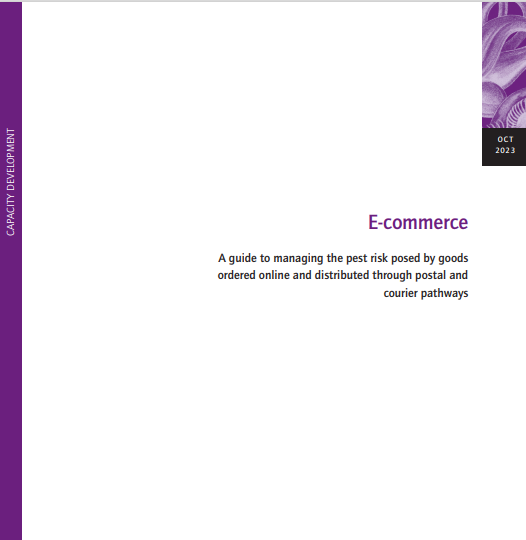 CAPACITY DEVELOPMENT
OCT
2023
E-commerce
A guide to managing the pest risk posed by goods
ordered online and distributed through postal and
courier pathways